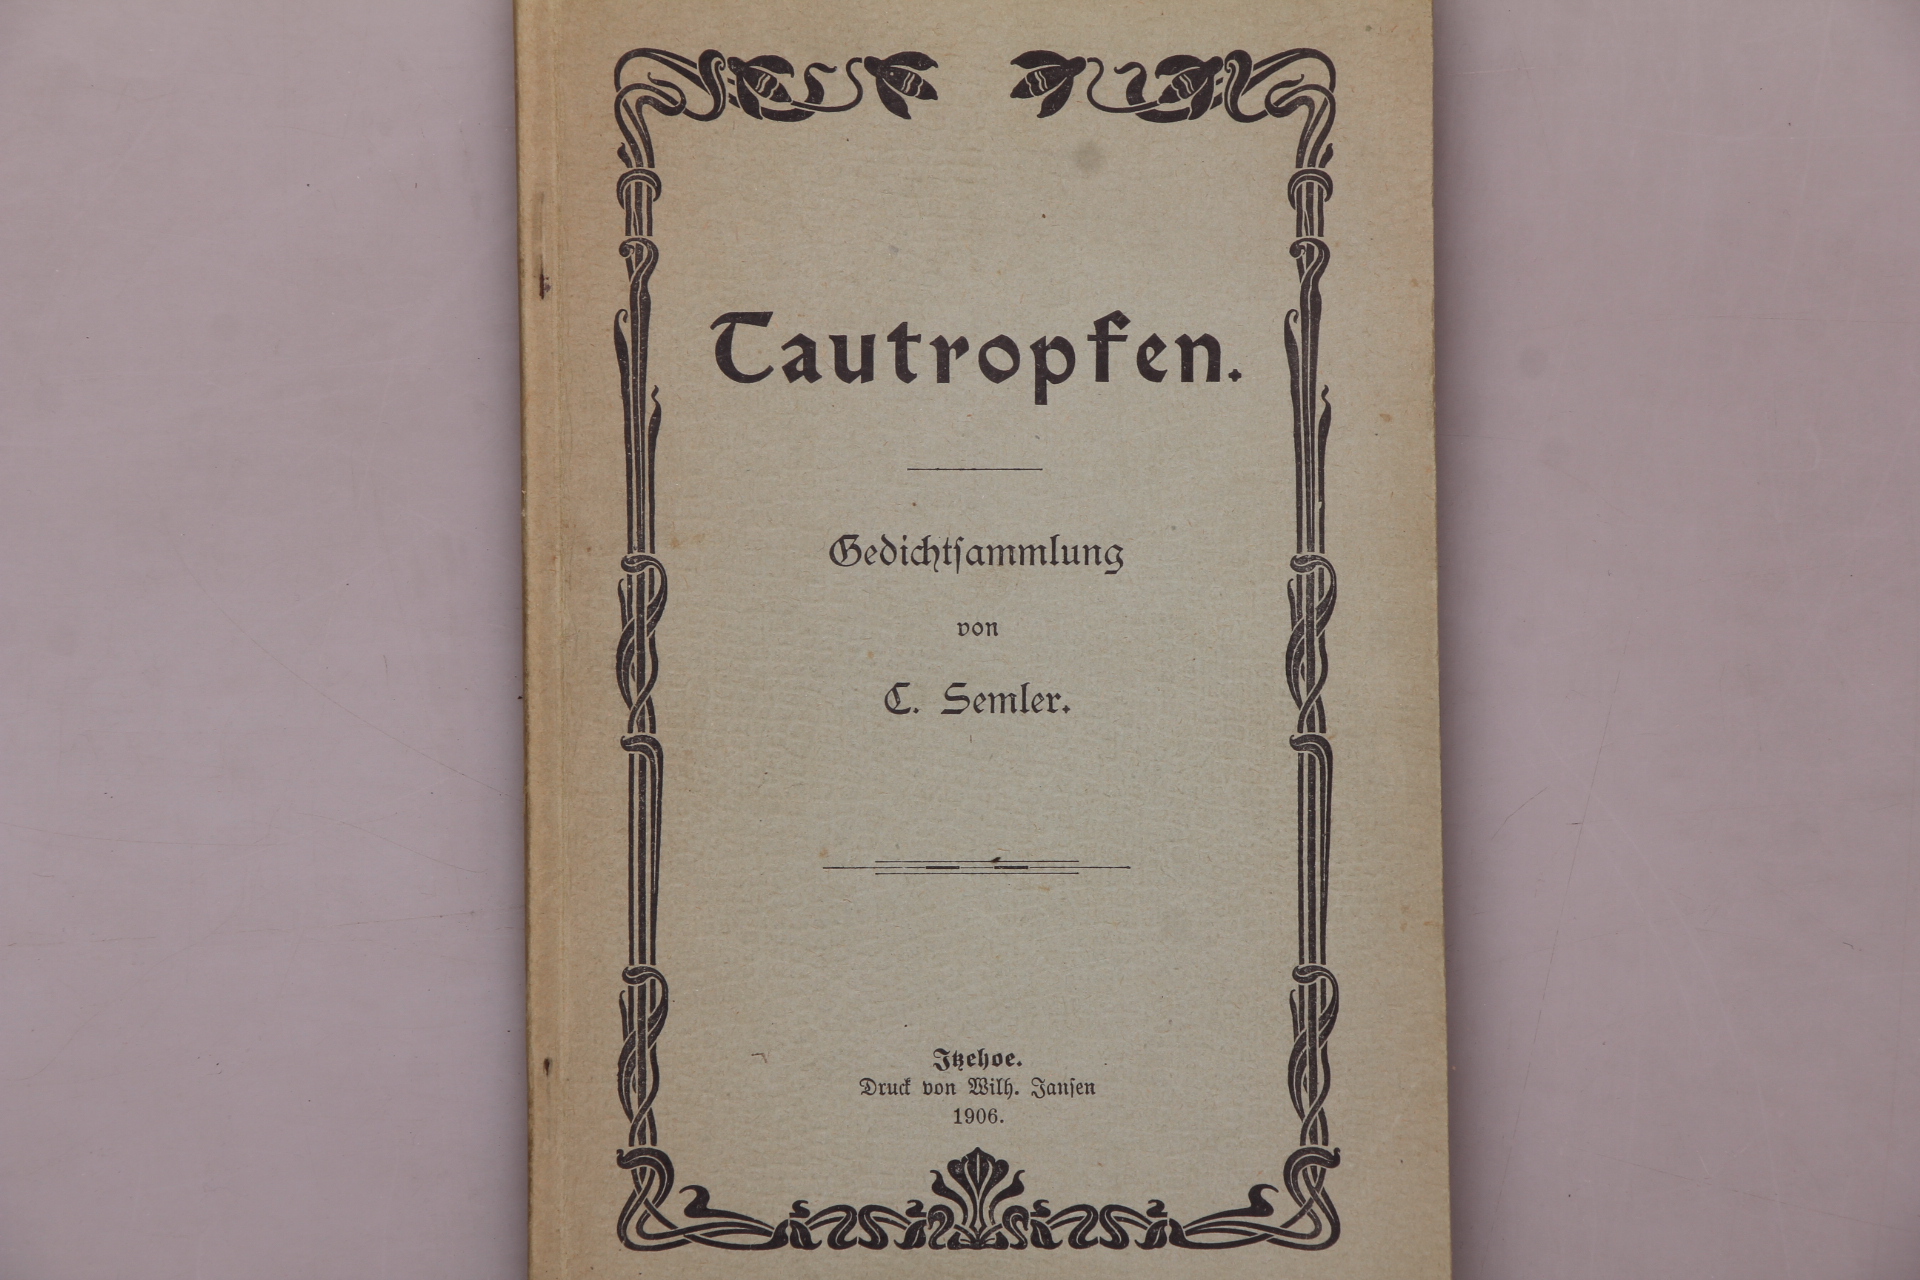 Tautropfen.
Gedichtſammlung
von
C. Semler.
Itzehoe.
Druck von Wilh. Janſen
1906.